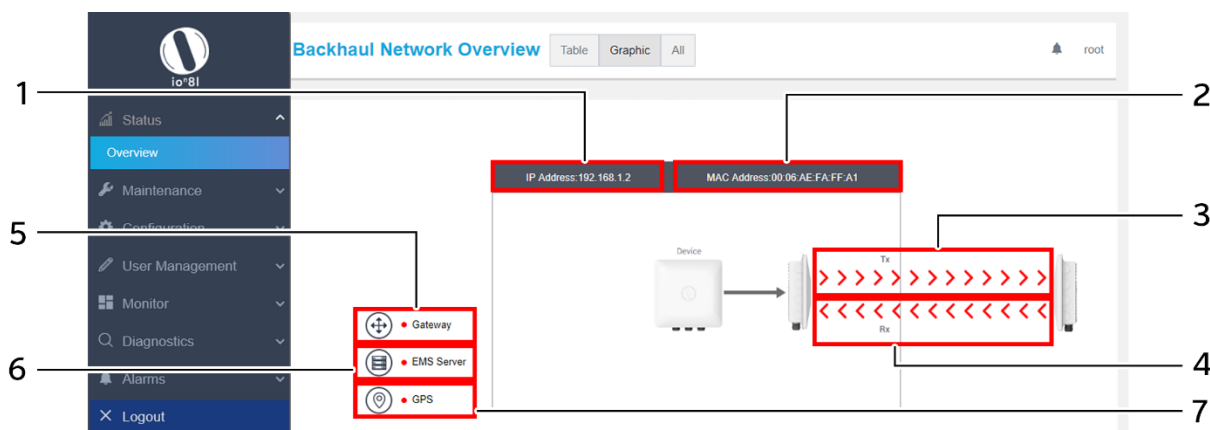 Backhaul Network Overview Table Graphic All root
io"8l
1
2
Status
Overview
IP Address:192.168.1.2 MAC Address:00:06:AE:FA:FF:A1
Maintenance
3
Configuration
5
Device
Tx
User Management
Monitor
Gateway
Rx
Diagnostics
EMS Server
6
4
Alarms
GPS
7
Logout